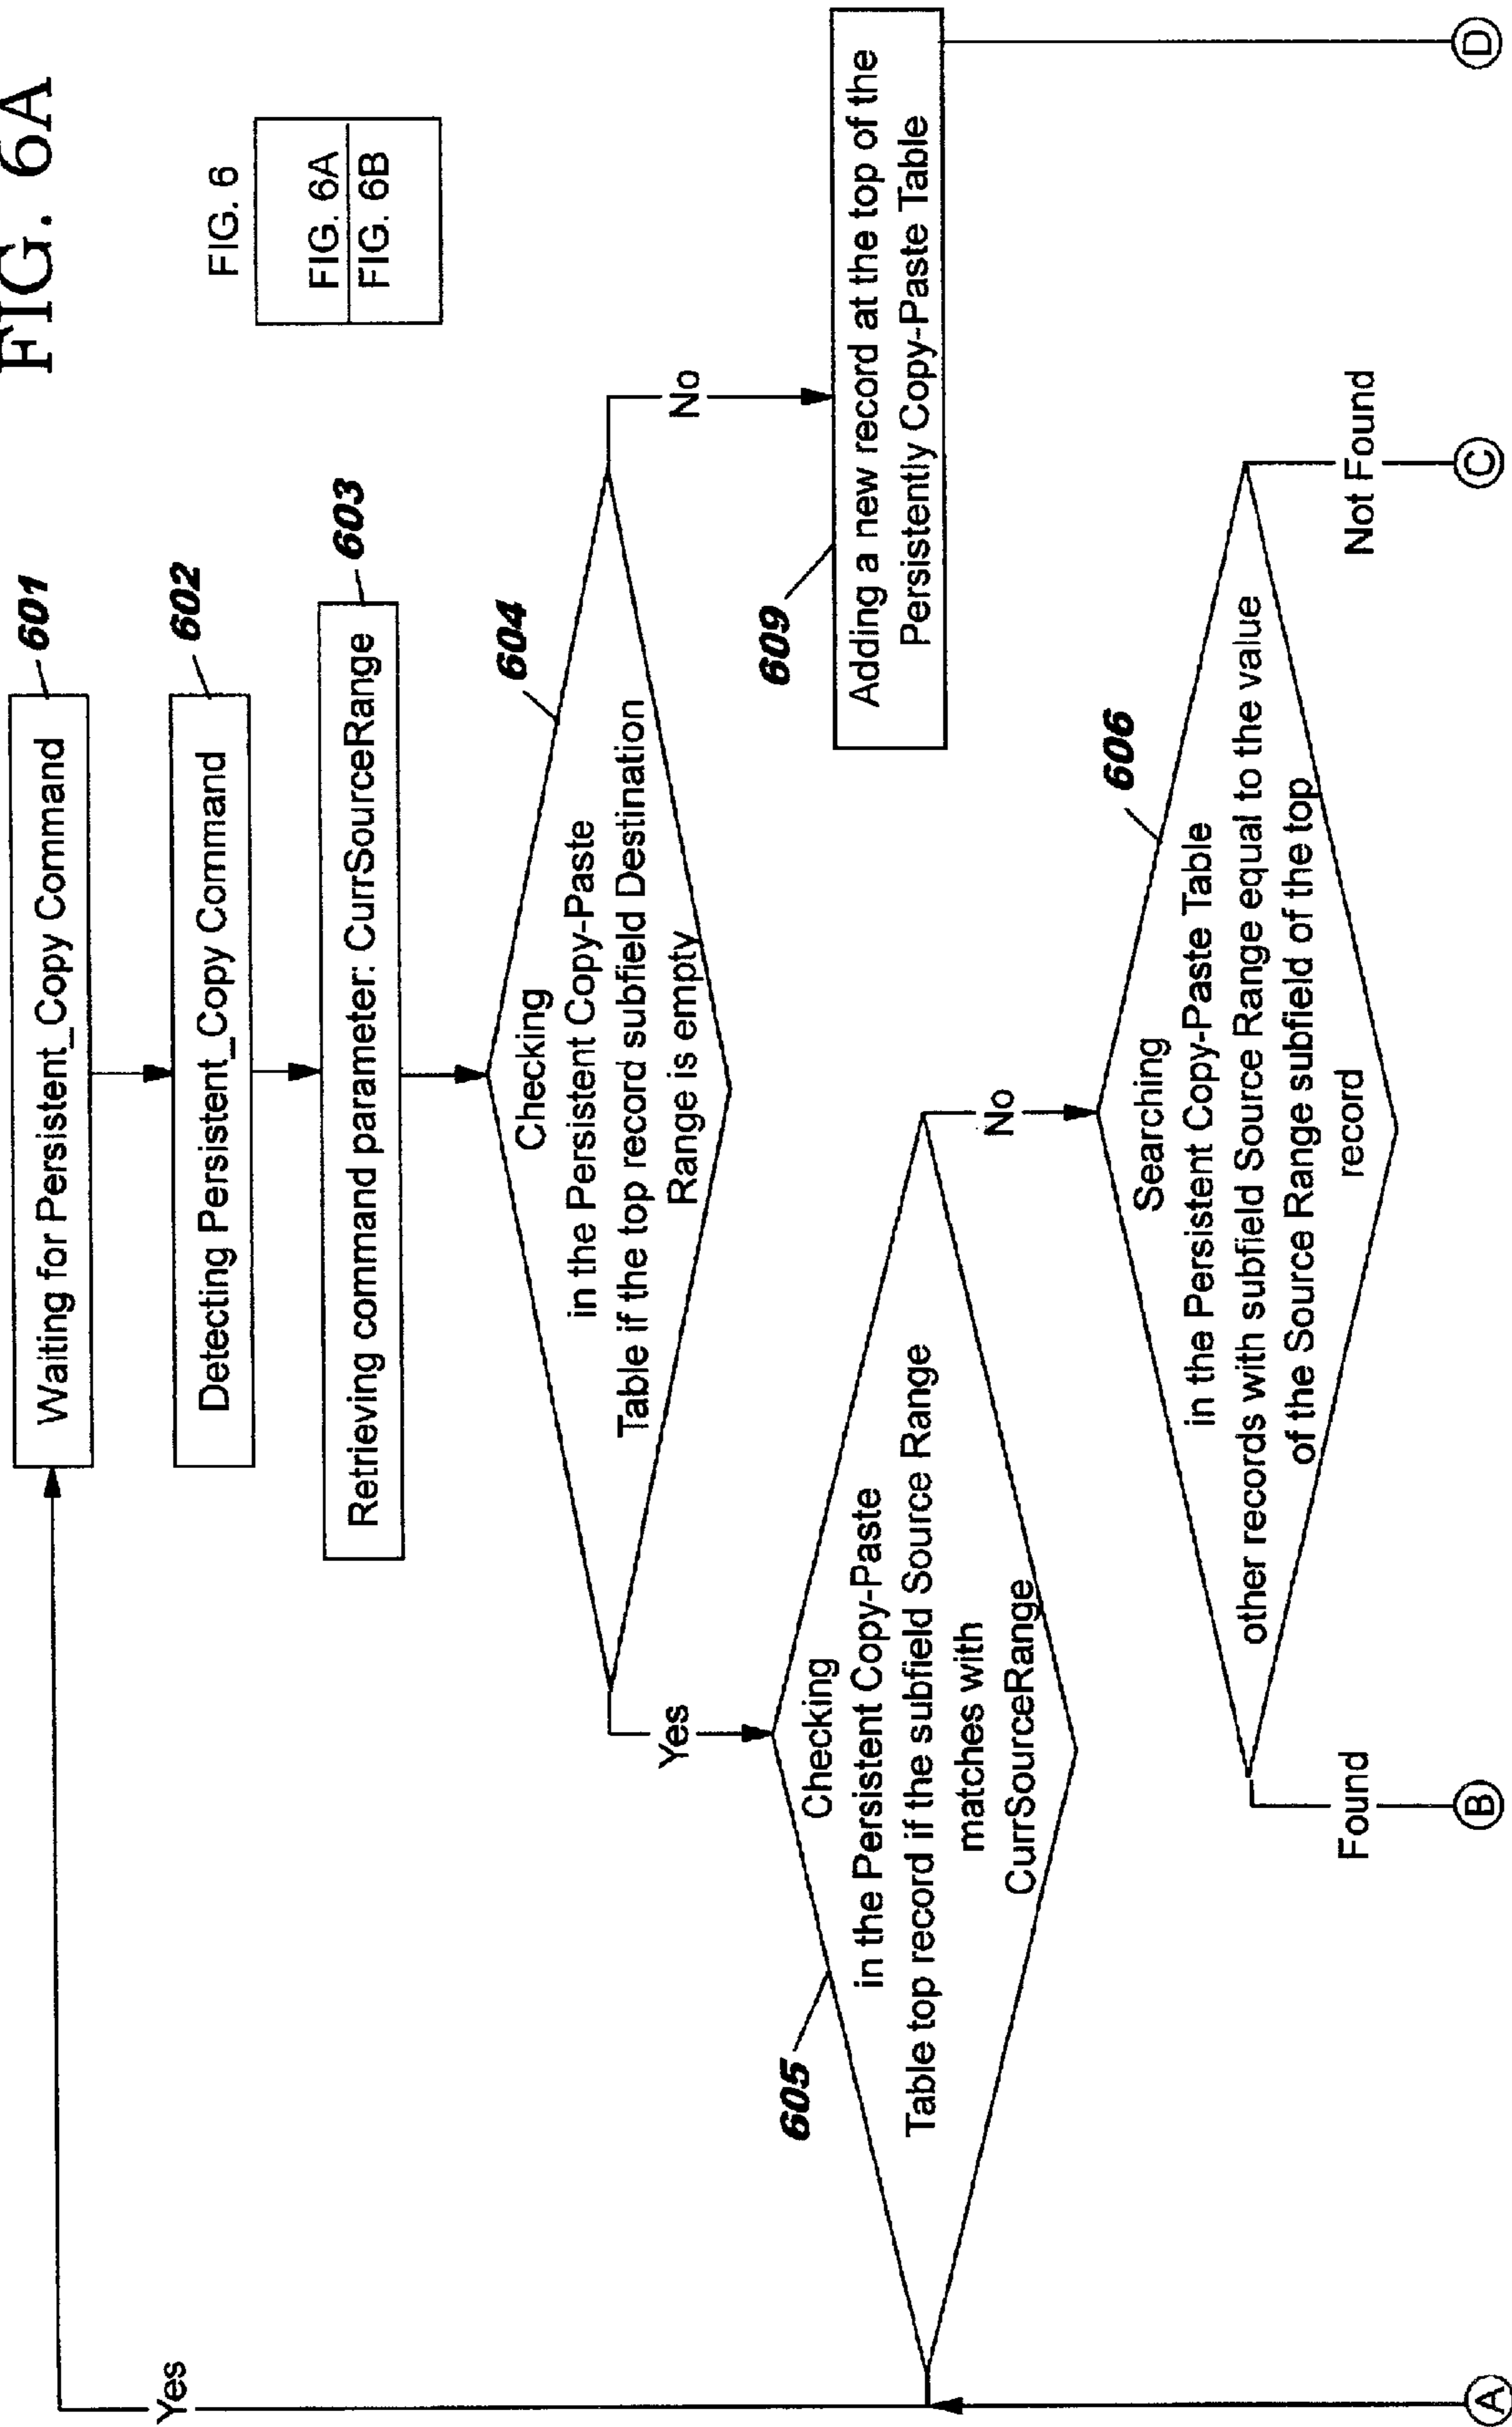 FIG. 6A
FIG. 6
FIG. 6A
FIG. 6B
Waiting for Persistent_Copy Command
601
Detecting Persistent_Copy Command
602
Retrieving command parameter: CurrSourceRange
603
Checking
in the Persistent Copy-Paste
Table if the top record subfield Destination
Range is empty
604
Yes
No
Checking
in the Persistent Copy-Paste
Table top record if the subfield Source Range
matches with
CurrSourceRange
605
Yes
No
Adding a new record at the top of the
Persistently Copy-Paste Table
609
Searching
in the Persistent Copy-Paste Table
other records with subfield Source Range equal to the value
of the Source Range subfield of the top
record
606
Found
Not Found
A
B
C
D